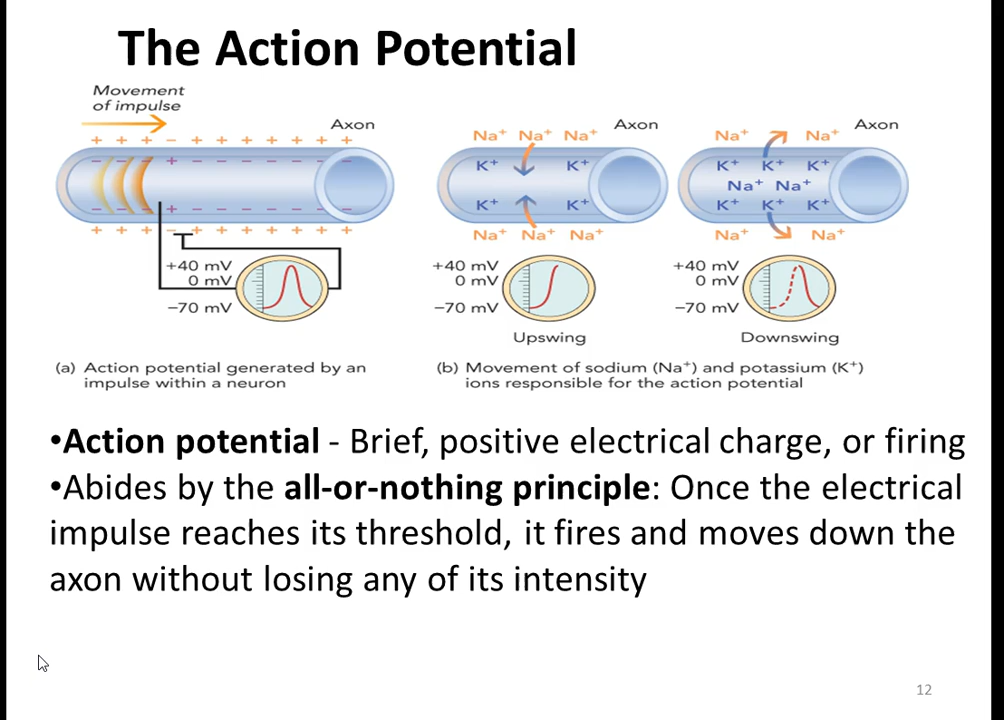 The Action Potential
Movement
of impulse
Axon
+ + + − + + + + + + +
− − − + − − − − − − −
− − − + − − − − − − −
+ + + − + + + + + + +
+40 mV
0 mV
−70 mV
(a) Action potential generated by an
impulse within a neuron
Na⁺ Na⁺ Na⁺ Axon
K⁺ K⁺
K⁺ K⁺
Na⁺ Na⁺ Na⁺
+40 mV
0 mV
−70 mV
Upswing
Na⁺ Na⁺ Axon
K⁺ K⁺ K⁺
Na⁺ Na⁺
K⁺ K⁺ K⁺
Na⁺ Na⁺
+40 mV
0 mV
−70 mV
Downswing
(b) Movement of sodium (Na⁺) and potassium (K⁺)
ions responsible for the action potential
•Action potential - Brief, positive electrical charge, or firing
•Abides by the all-or-nothing principle: Once the electrical
impulse reaches its threshold, it fires and moves down the
axon without losing any of its intensity
12